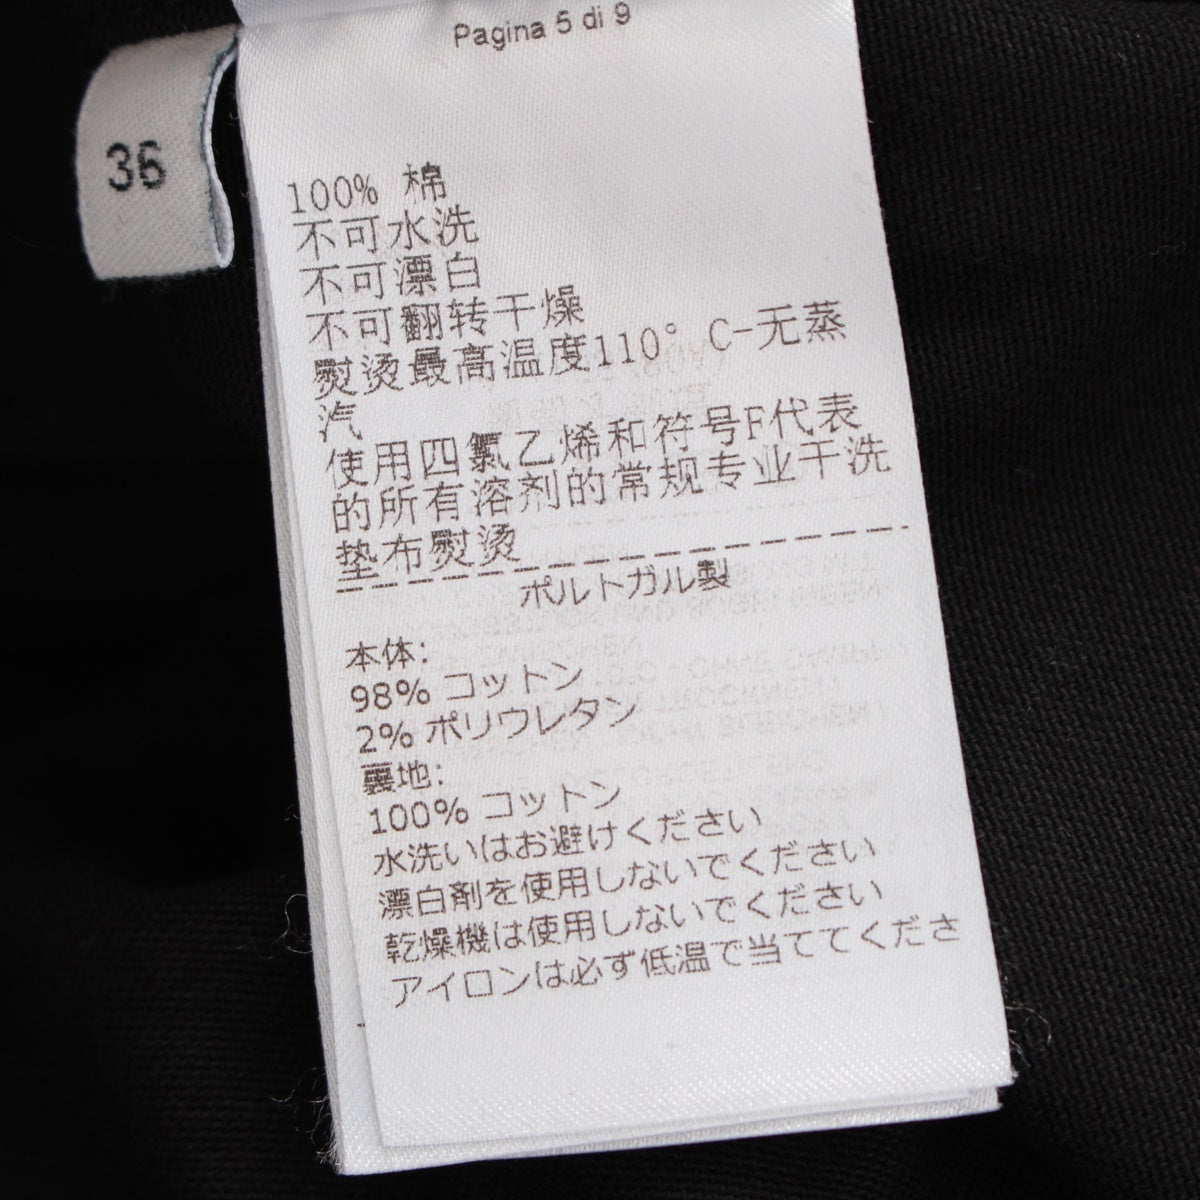 Pagina 5 di 9
36
100% 棉
不可水洗
不可漂白
不可翻转干燥
熨烫最高温度110° C-无蒸
汽
使用四氯乙烯和符号F代表
的所有溶剂的常规专业干洗
垫布熨烫
ポルトガル製
本体:
98% コットン
2% ポリウレタン
裏地:
100% コットン
水洗いはお避けください
漂白剤を使用しないでください
乾燥機は使用しないでください
アイロンは必ず低温で当ててくださ